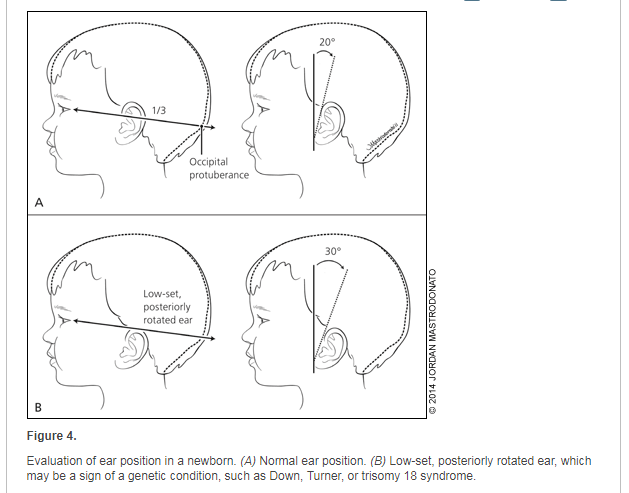 20°
1/3
Occipital
protuberance
A
30°
Low-set,
posteriorly
rotated ear
B
© 2014 JORDAN MASTRODONATO
Figure 4.
Evaluation of ear position in a newborn. (A) Normal ear position. (B) Low-set, posteriorly rotated ear, which
may be a sign of a genetic condition, such as Down, Turner, or trisomy 18 syndrome.